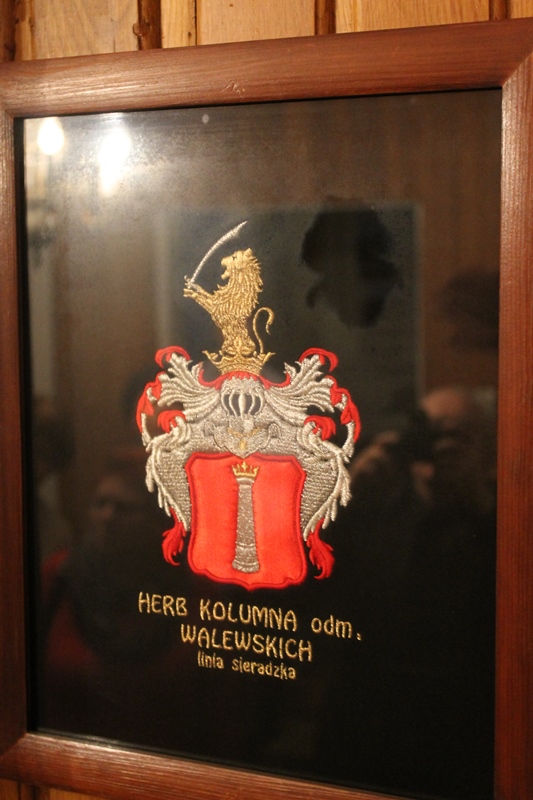 HERB KOLUMNA odm.
WALEWSKICH
linia sieradzka